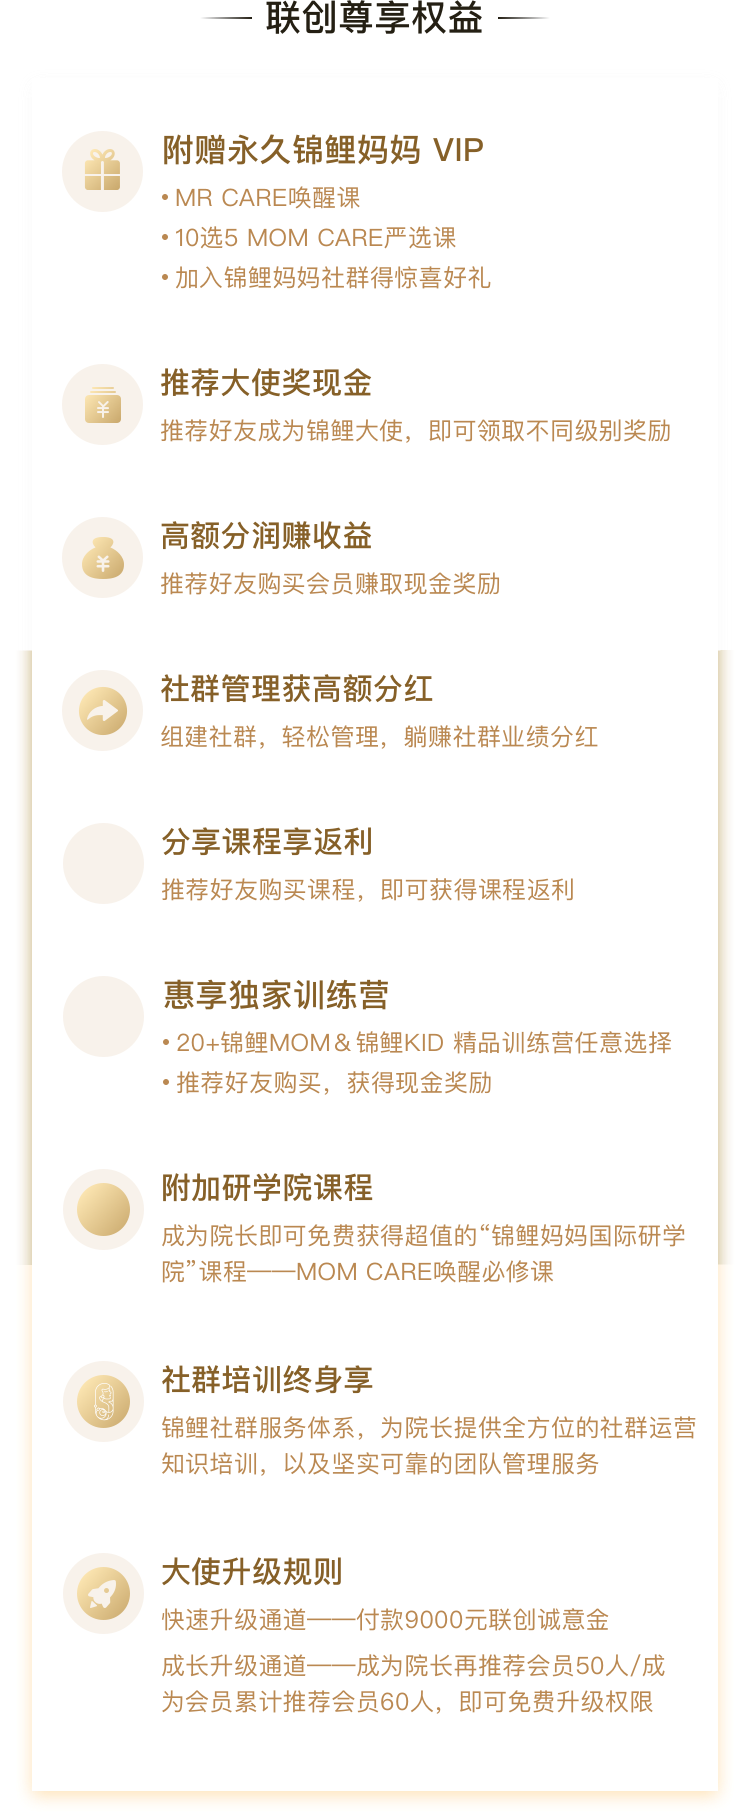 联创尊享权益
附赠永久锦鲤妈妈 VIP
• MR CARE唤醒课
• 10选5 MOM CARE严选课
• 加入锦鲤妈妈社群得惊喜好礼
推荐大使奖现金
推荐好友成为锦鲤大使，即可领取不同级别奖励
高额分润赚收益
推荐好友购买会员赚取现金奖励
社群管理获高额分红
组建社群，轻松管理，躺赚社群业绩分红
分享课程享返利
推荐好友购买课程，即可获得课程返利
惠享独家训练营
• 20+锦鲤MOM＆锦鲤KID 精品训练营任意选择
• 推荐好友购买，获得现金奖励
附加研学院课程
成为院长即可免费获得超值的“锦鲤妈妈国际研学
院”课程——MOM CARE唤醒必修课
社群培训终身享
锦鲤社群服务体系，为院长提供全方位的社群运营
知识培训，以及坚实可靠的团队管理服务
大使升级规则
快速升级通道——付款9000元联创诚意金
成长升级通道——成为院长再推荐会员50人/成
为会员累计推荐会员60人，即可免费升级权限